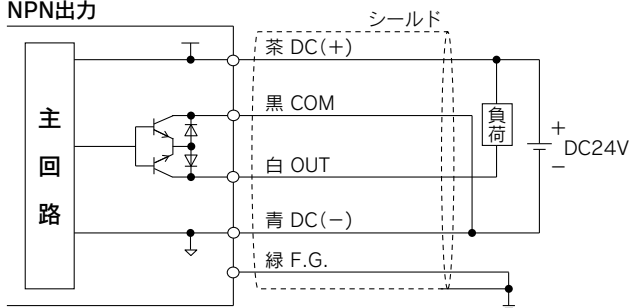 NPN出力
シールド
茶 DC(+)
黒 COM
主回路
負荷
+
DC24V
−
白 OUT
青 DC(−)
緑 F.G.